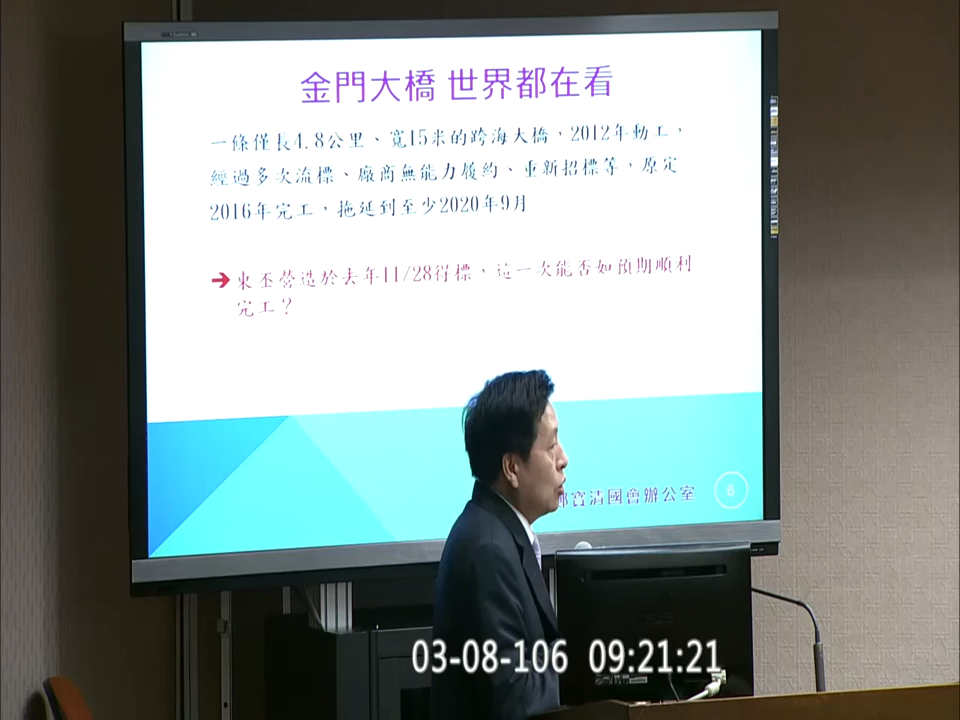 金門大橋 世界都在看
一條僅長4.8公里、寬15米的跨海大橋，2012年動工，
經過多次流標、廠商無能力履約、重新招標等，原定
2016年完工，拖延到至少2020年9月
➔ 東丕營造於去年11/28得標，這一次能否如預期順利
完工？
鄭寶清國會辦公室
6
03-08-106 09:21:21